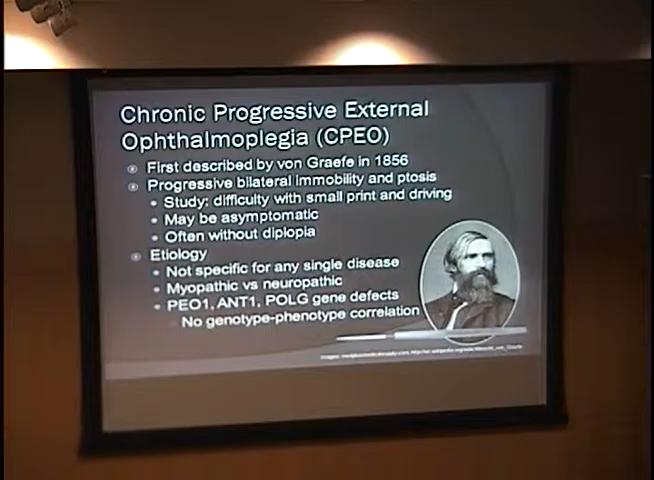 Chronic Progressive External
Ophthalmoplegia (CPEO)
First described by von Graefe in 1856
Progressive bilateral immobility and ptosis
Study: difficulty with small print and driving
May be asymptomatic
Often without diplopia
Etiology
Not specific for any single disease
Myopathic vs neuropathic
PEO1, ANT1, POLG gene defects
No genotype-phenotype correlation